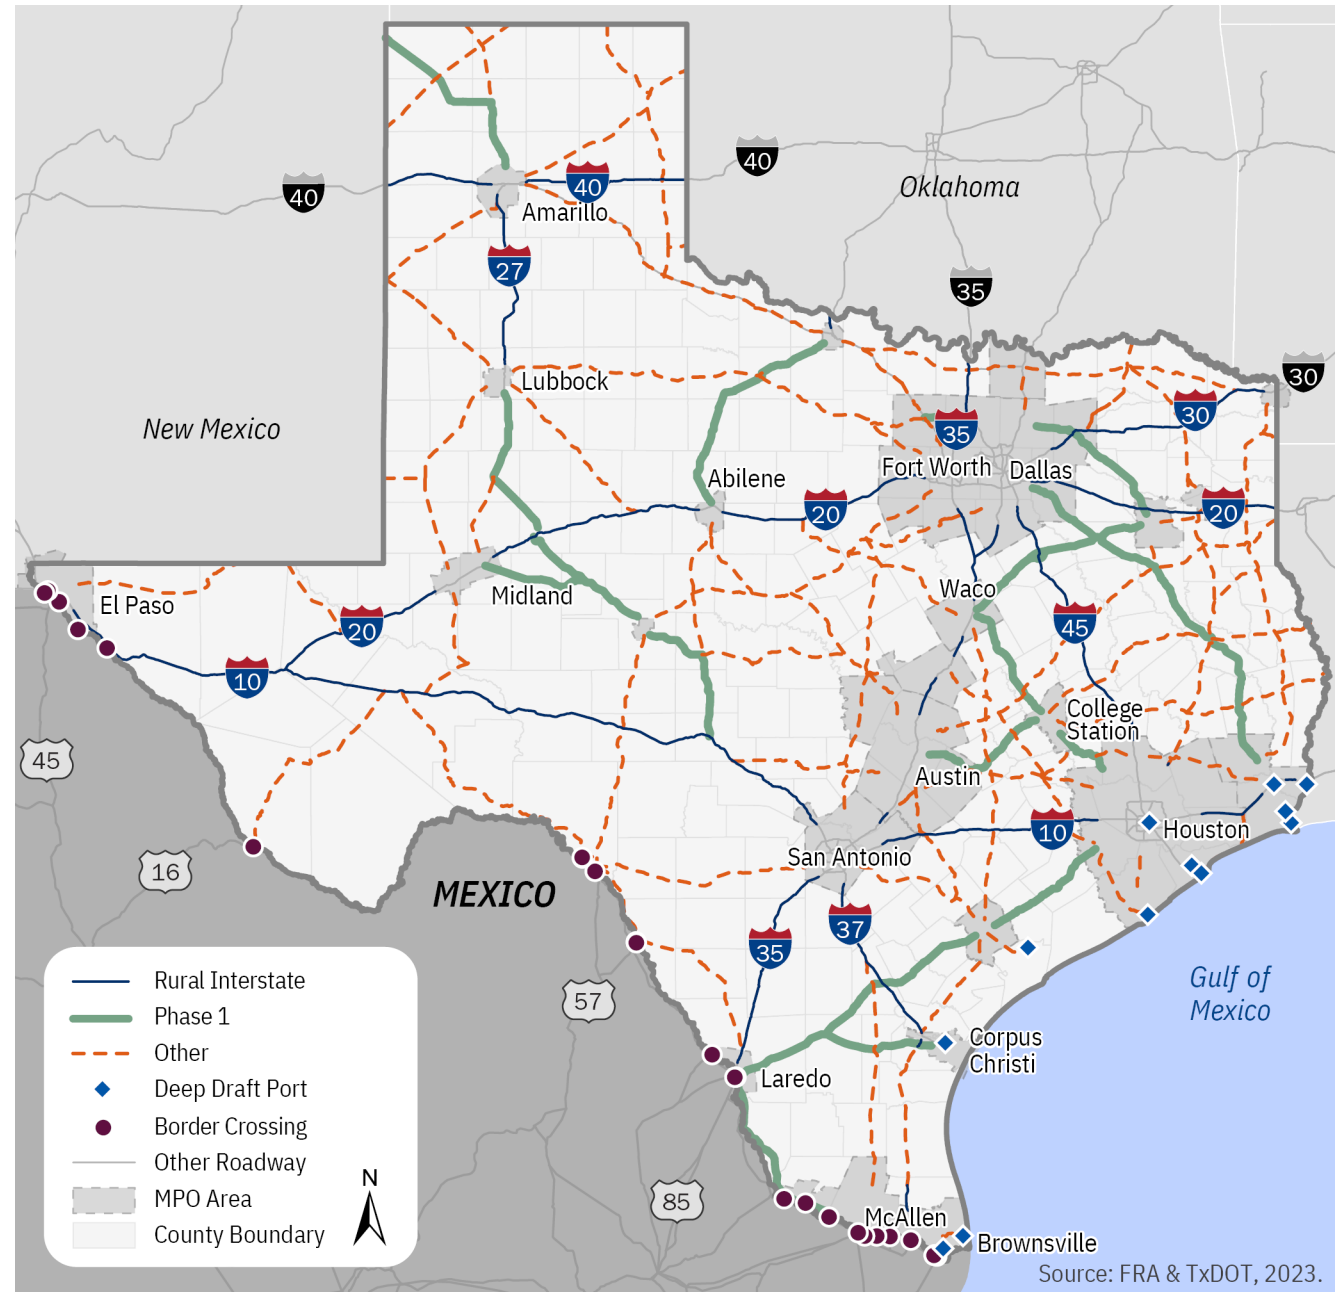 40
40
Oklahoma
40
Amarillo
27
35
30
Lubbock
30
New Mexico
35
Fort Worth
Dallas
Abilene
20
20
Waco
Midland
El Paso
20
45
10
College
Station
45
Austin
10
Houston
San Antonio
16
MEXICO
37
35
Gulf of
Mexico
57
Corpus
Christi
Laredo
85
McAllen
Brownsville
Rural Interstate
Phase 1
Other
Deep Draft Port
Border Crossing
Other Roadway
MPO Area
County Boundary
N
Source: FRA & TxDOT, 2023.